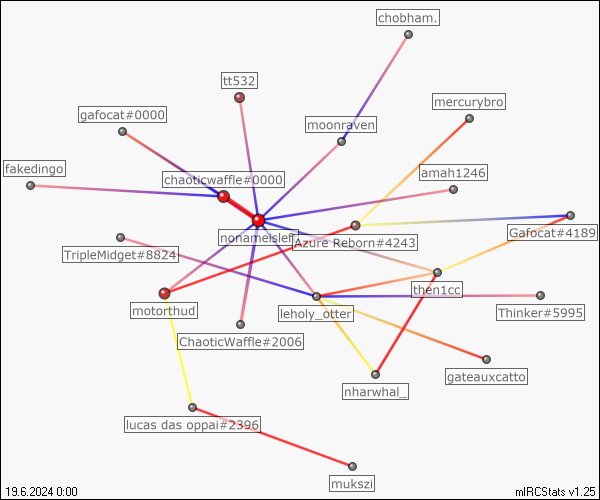 chobham.
tt532
mercurybro
gafocat#0000
moonraven
fakedingo
chaoticwaffle#0000
amah1246
nonameisleft
Azure Reborn#4243
Gafocat#4189
TripleMidget#8824
then1cc
motorthud
leholy_otter
Thinker#5995
ChaoticWaffle#2006
gateauxcatto
nharwhal_
lucas das oppai#2396
mukszi
19.6.2024 0:00
mIRCStats v1.25